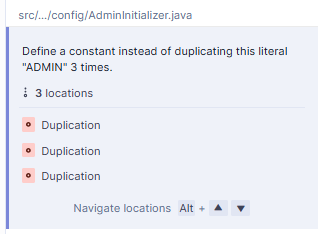 src/.../config/AdminInitializer.java
Define a constant instead of duplicating this literal
"ADMIN" 3 times.
3 locations
Duplication
Duplication
Duplication
Navigate locations Alt + ▲ ▼